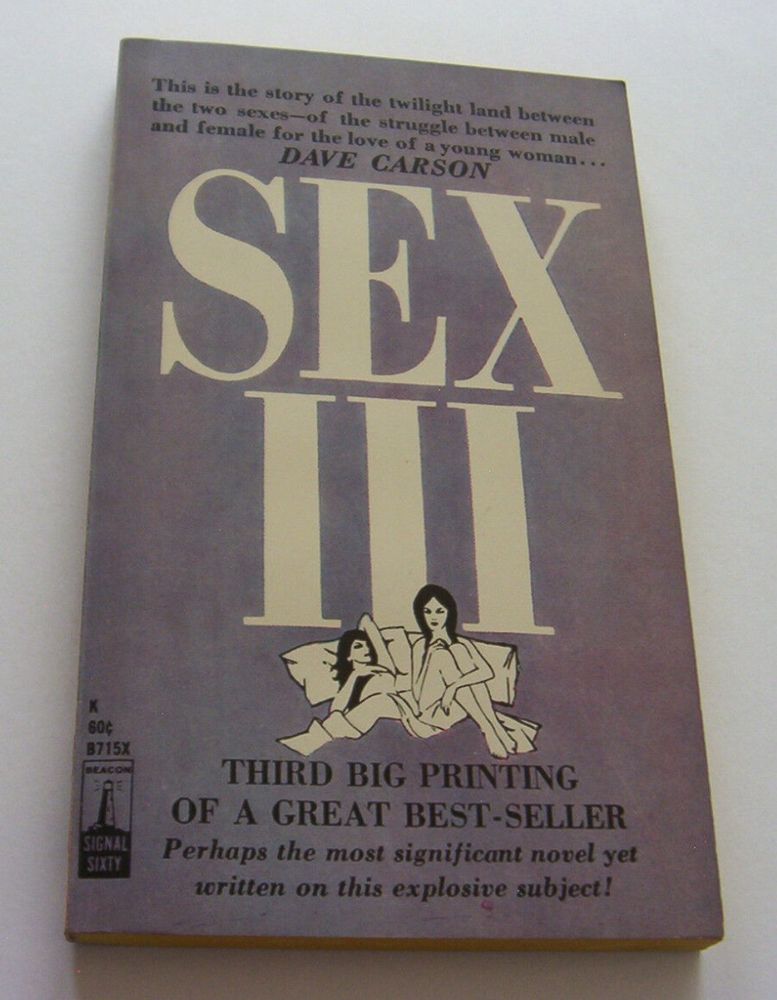 This is the story of the twilight land between
the two sexes—of the struggle between male
and female for the love of a young woman...
DAVE CARSON
SEX
III
K
60¢
B715X
BEACON
SIGNAL
SIXTY
THIRD BIG PRINTING
OF A GREAT BEST-SELLER
Perhaps the most significant novel yet
written on this explosive subject!